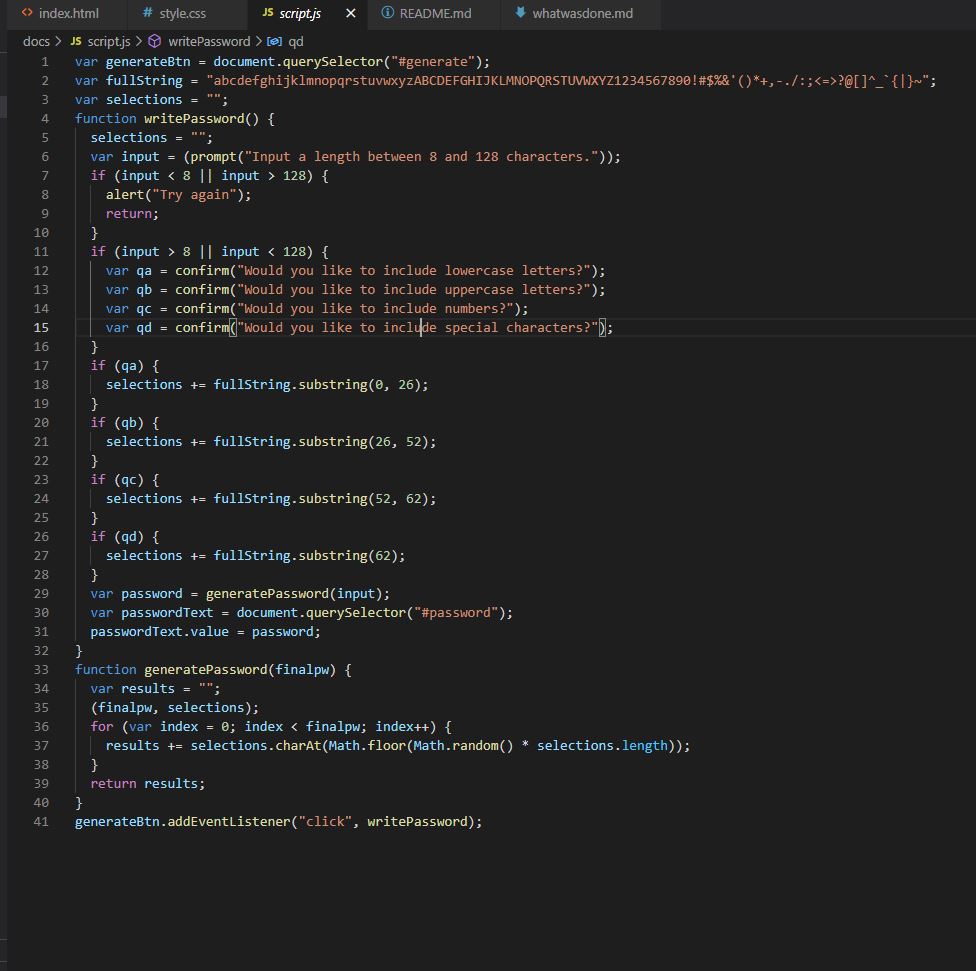 index.html style.css JS script.js README.md whatwasdone.md
docs > JS script.js > writePassword > qd
1 var generateBtn = document.querySelector("#generate");
2 var fullString = "abcdefghijklmnopqrstuvwxyzABCDEFGHIJKLMNOPQRSTUVWXYZ1234567890!#$%&'()*+,-./:;<=>?@[]^_`{|}~";
3 var selections = "";
4 function writePassword() {
5   selections = "";
6   var input = (prompt("Input a length between 8 and 128 characters."));
7   if (input < 8 || input > 128) {
8     alert("Try again");
9     return;
10   }
11   if (input > 8 || input < 128) {
12     var qa = confirm("Would you like to include lowercase letters?");
13     var qb = confirm("Would you like to include uppercase letters?");
14     var qc = confirm("Would you like to include numbers?");
15     var qd = confirm("Would you like to include special characters?");
16   }
17   if (qa) {
18     selections += fullString.substring(0, 26);
19   }
20   if (qb) {
21     selections += fullString.substring(26, 52);
22   }
23   if (qc) {
24     selections += fullString.substring(52, 62);
25   }
26   if (qd) {
27     selections += fullString.substring(62);
28   }
29   var password = generatePassword(input);
30   var passwordText = document.querySelector("#password");
31   passwordText.value = password;
32 }
33 function generatePassword(finalpw) {
34   var results = "";
35   (finalpw, selections);
36   for (var index = 0; index < finalpw; index++) {
37     results += selections.charAt(Math.floor(Math.random() * selections.length));
38   }
39   return results;
40 }
41 generateBtn.addEventListener("click", writePassword);